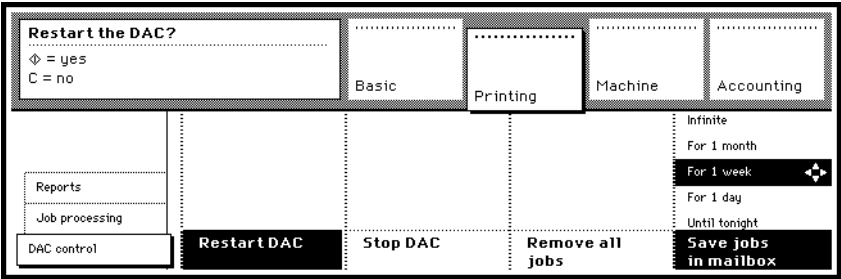 Restart the DAC?
= yes
C = no
Basic
Printing
Machine
Accounting
Reports
Job processing
DAC control
Restart DAC
Stop DAC
Remove all
jobs
Infinite
For 1 month
For 1 week
For 1 day
Until tonight
Save jobs
in mailbox